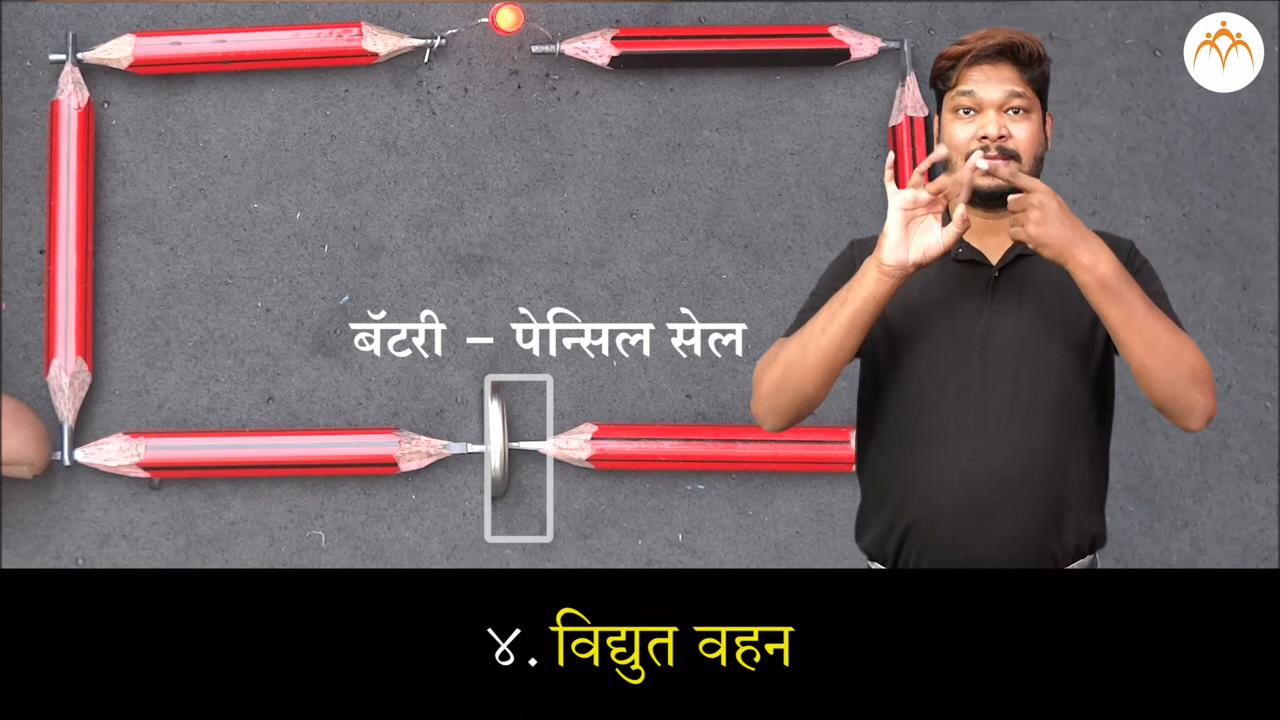 बॅटरी – पेन्सिल सेल
४. विद्युत वहन